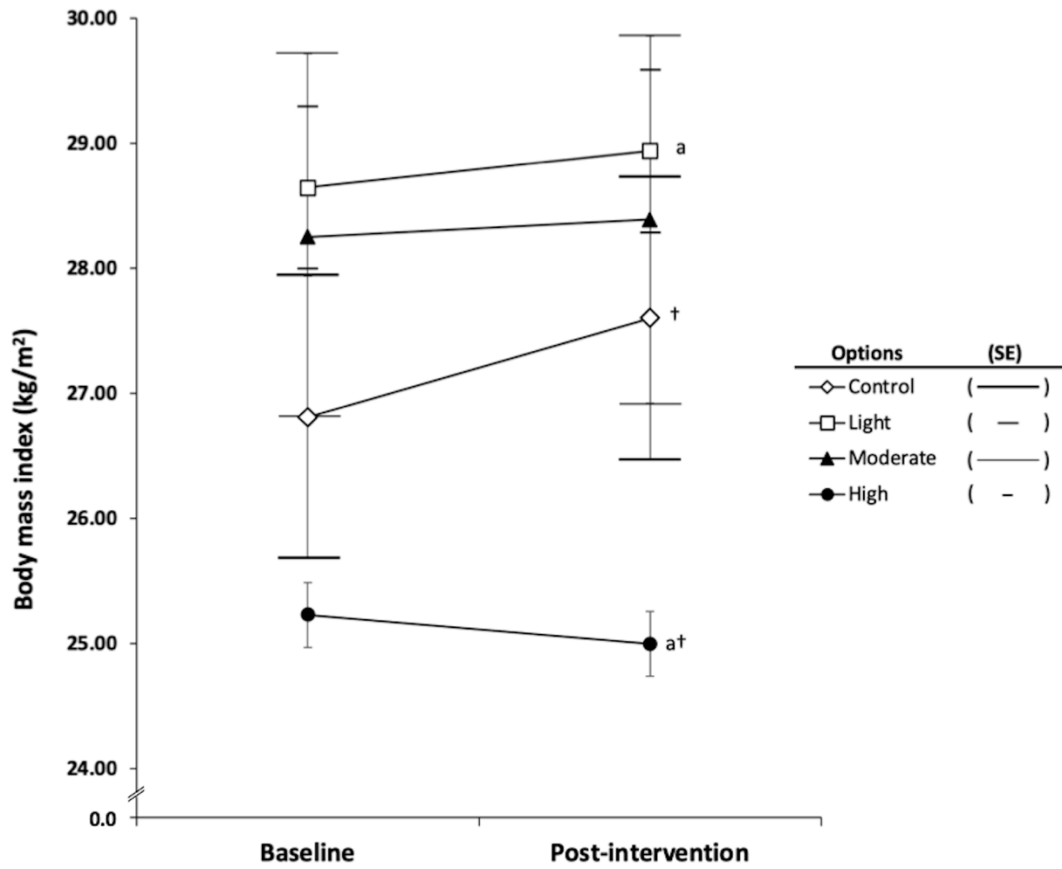 30.00
29.00
28.00
27.00
26.00
25.00
24.00
0.0
Body mass index (kg/m²)
a
†
a†
Baseline Post-intervention
Options (SE)
Control ( — )
Light ( — )
Moderate ( — )
High ( – )